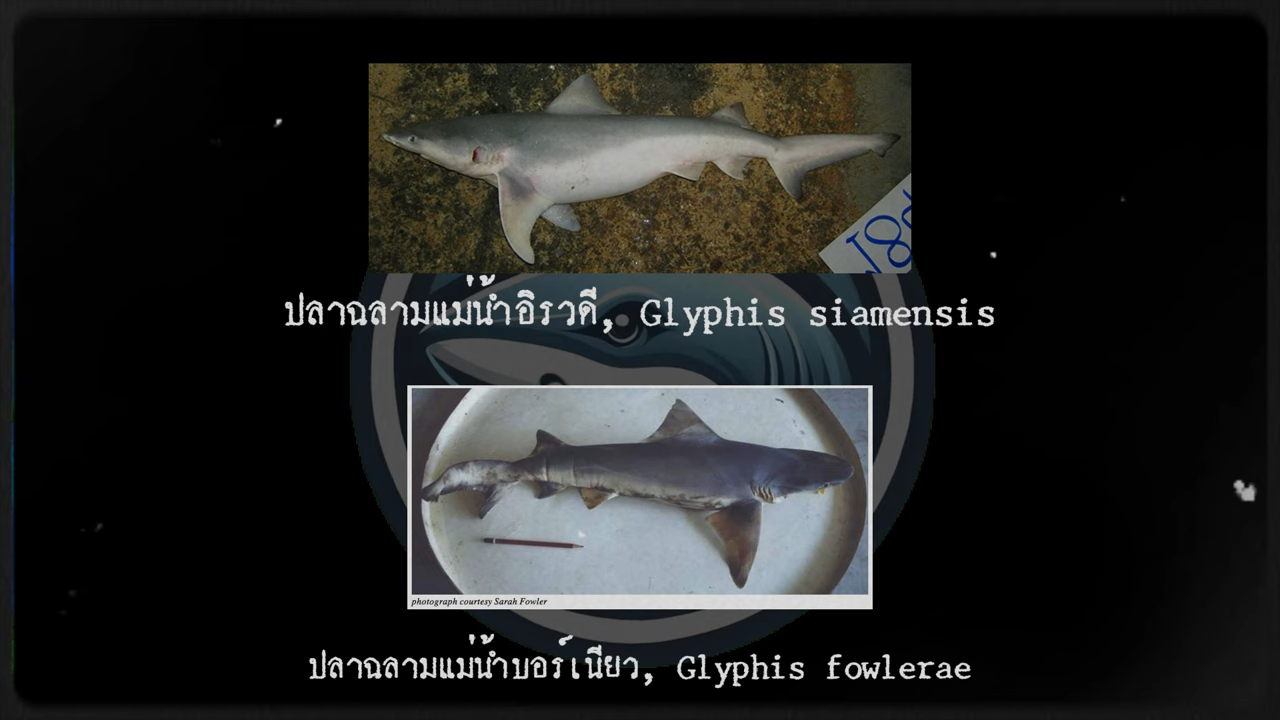 ปลาฉลามแม่น้ำอิรวดี, Glyphis siamensis
photograph courtesy Sarah Fowler
ปลาฉลามแม่น้ำบอร์เนียว, Glyphis fowlerae